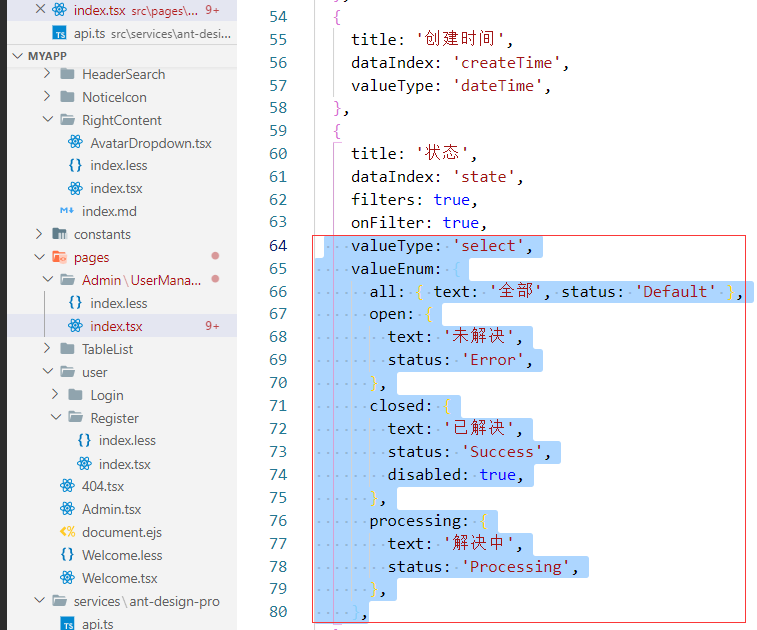 index.tsx src\pages\... 9+
api.ts src\services\ant-desi...
MYAPP
HeaderSearch
NoticeIcon
RightContent
AvatarDropdown.tsx
index.less
index.tsx
index.md
constants
pages
Admin\UserMana...
index.less
index.tsx 9+
TableList
user
Login
Register
index.less
index.tsx
404.tsx
Admin.tsx
document.ejs
Welcome.less
Welcome.tsx
services\ant-design-pro
api.ts
54 {
55 title: '创建时间',
56 dataIndex: 'createTime',
57 valueType: 'dateTime',
58 },
59 {
60 title: '状态',
61 dataIndex: 'state',
62 filters: true,
63 onFilter: true,
64 valueType: 'select',
65 valueEnum: {
66 all: { text: '全部', status: 'Default' },
67 open: {
68 text: '未解决',
69 status: 'Error',
70 },
71 closed: {
72 text: '已解决',
73 status: 'Success',
74 disabled: true,
75 },
76 processing: {
77 text: '解决中',
78 status: 'Processing',
79 },
80 },